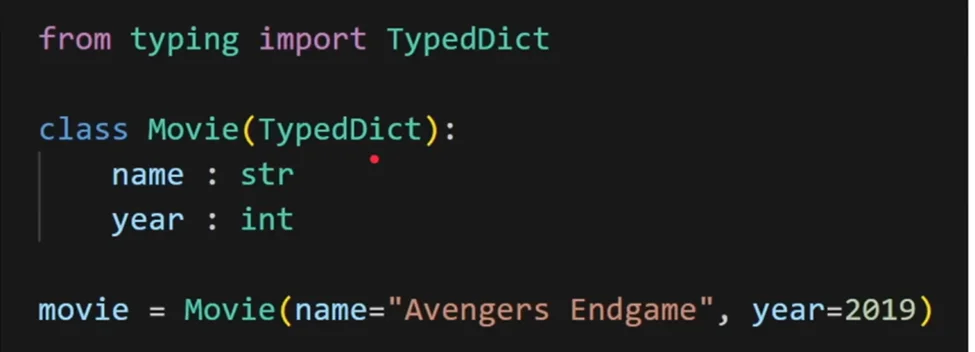 from typing import TypedDict
class Movie(TypedDict):
name : str
year : int
movie = Movie(name="Avengers Endgame", year=2019)